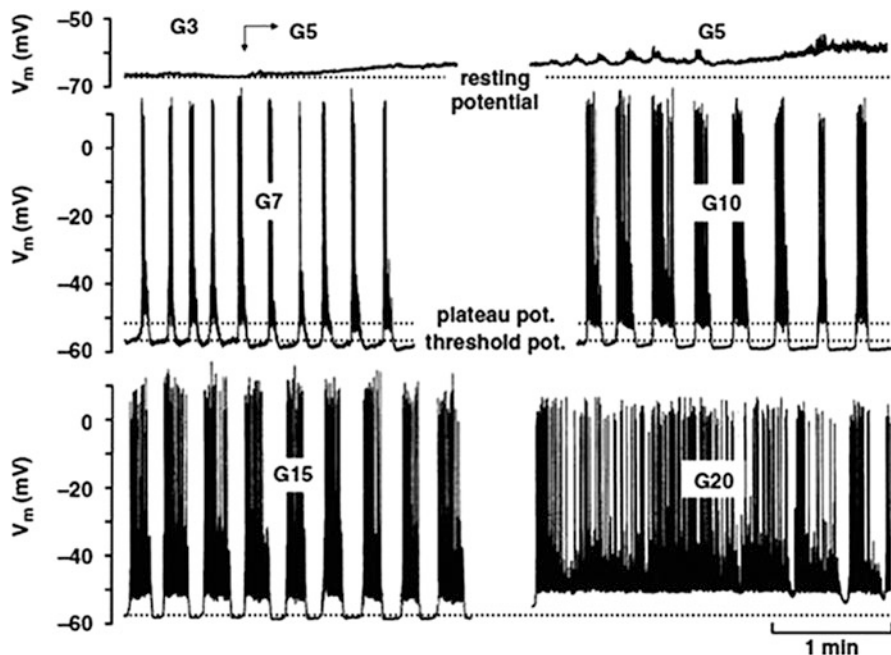 −50
−70
Vm (mV)
G3
G5
G5
resting
potential
0
−20
−40
−60
Vm (mV)
G7
G10
plateau pot.
threshold pot.
0
−20
−40
−60
Vm (mV)
G15
G20
1 min